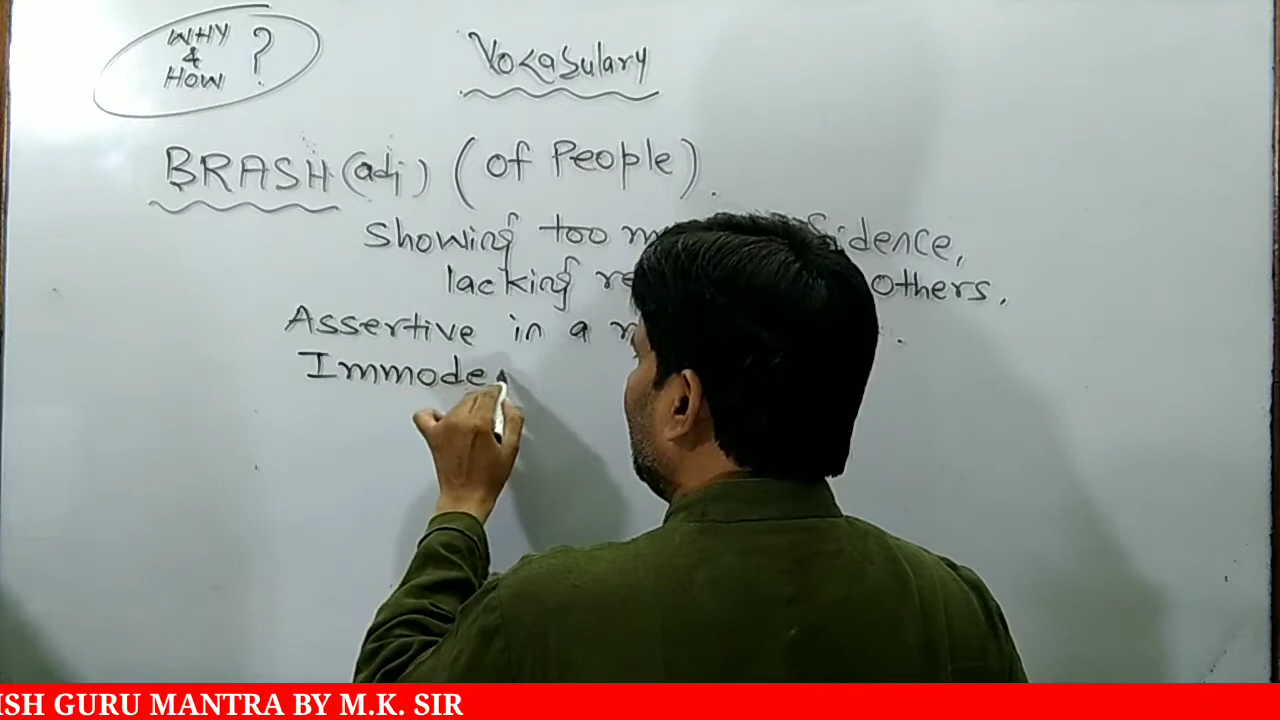 WHY
&
HOW ?
Vocabulary
BRASH (adj) (of People).
Showing too
lacking others.
Assertive in a
Immode
ISH GURU MANTRA BY M.K. SIR